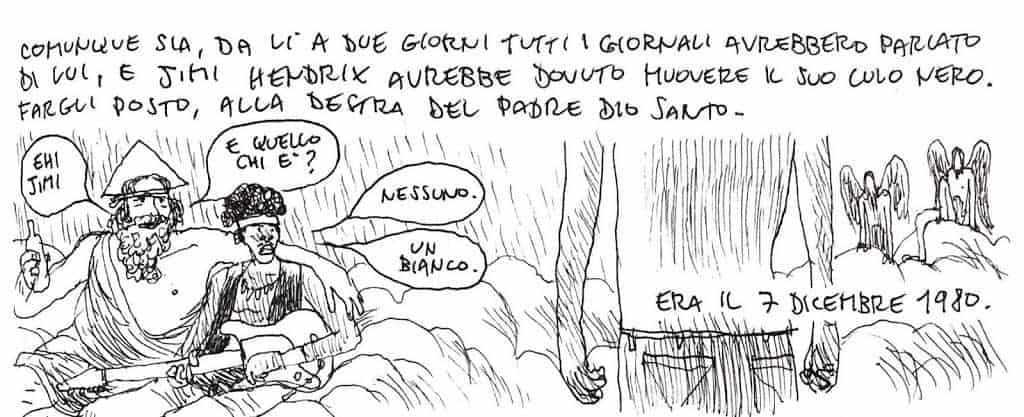 COMUNQUE SIA, DA LÌ A DUE GIORNI TUTTI I GIORNALI AVREBBERO PARLATO
DI LUI, E JIMI HENDRIX AVREBBE DOVUTO MUOVERE IL SUO CULO NERO.
FARGLI POSTO, ALLA DESTRA DEL PADRE DIO SANTO.
EHI
JIMI
E QUELLO
CHI E'?
NESSUNO.
UN
BIANCO.
ERA IL 7 DICEMBRE 1980.